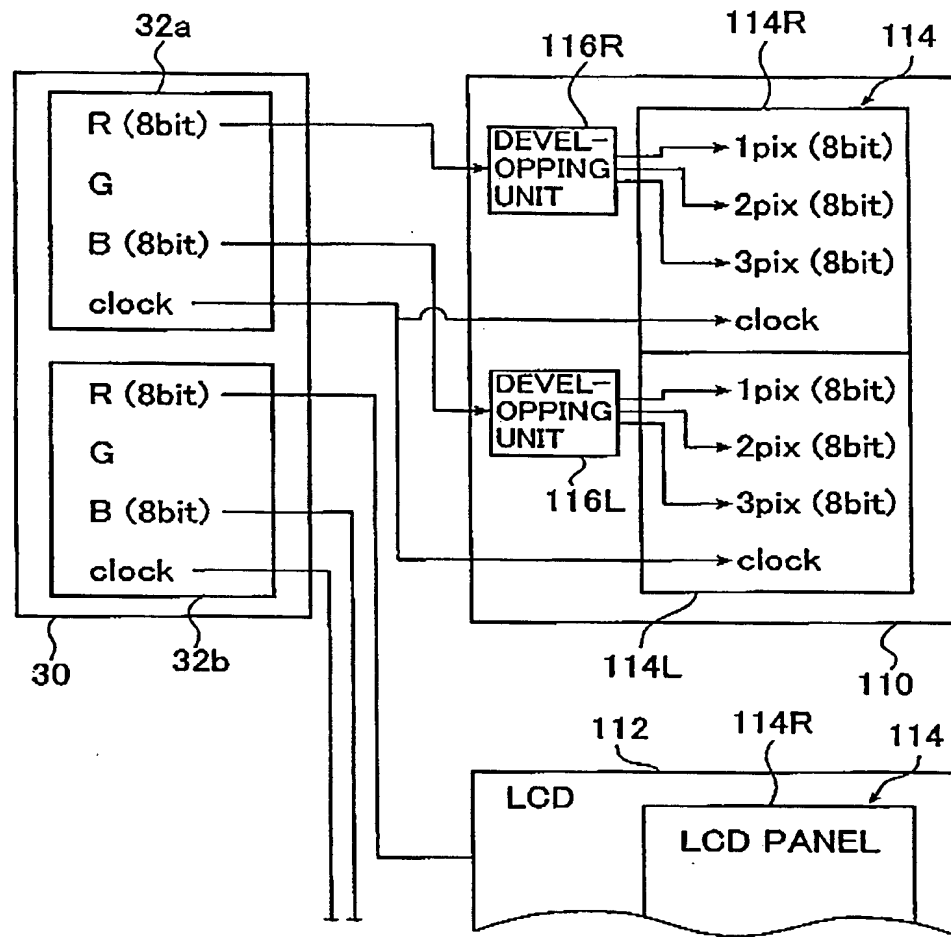 32a
R (8bit)
G
B (8bit)
clock
R (8bit)
G
B (8bit)
clock
30
32b
116R
114R
114
DEVEL-
OPPING
UNIT
1pix (8bit)
2pix (8bit)
3pix (8bit)
clock
DEVEL-
OPPING
UNIT
116L
1pix (8bit)
2pix (8bit)
3pix (8bit)
clock
114L
110
112
114R
114
LCD
LCD PANEL